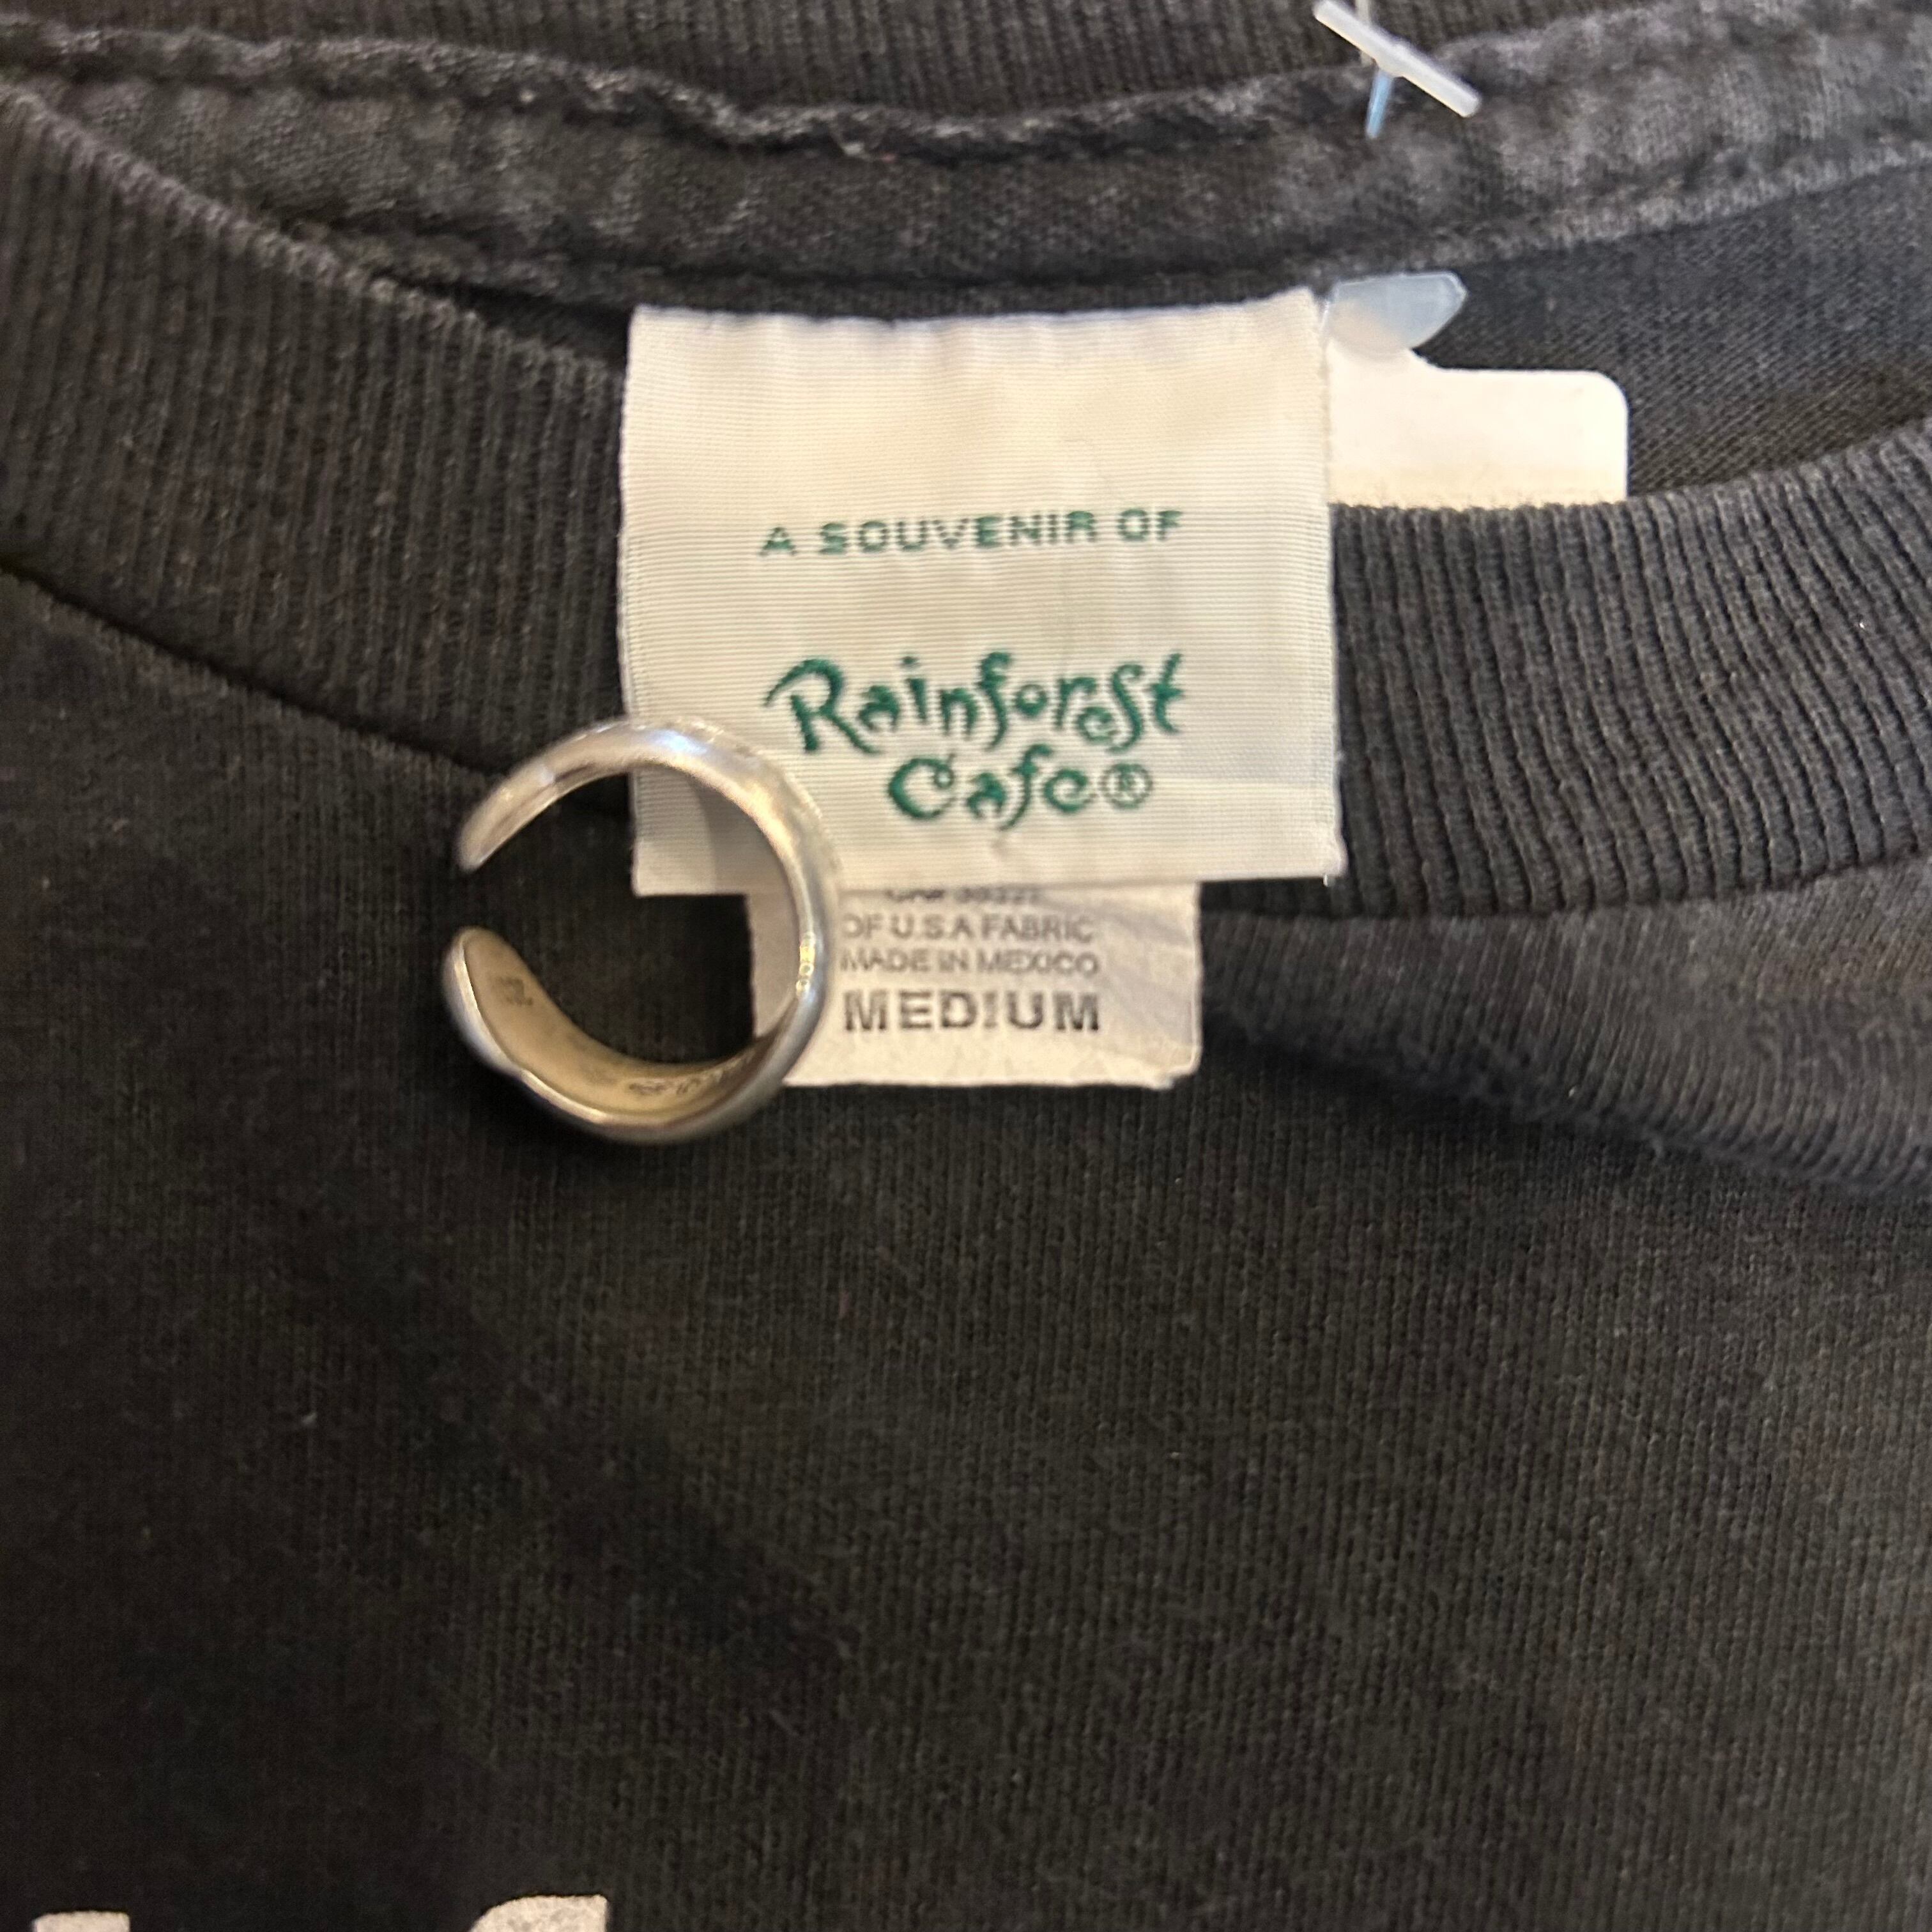 A SOUVENIR OF
Rainforest
Cafe®
OF U.S.A FABRIC
MADE IN MEXICO
MEDIUM